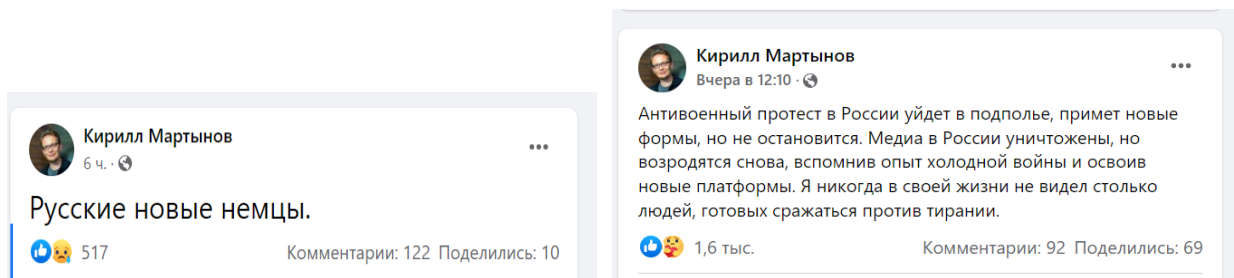 Кирилл Мартынов
6 ч.
Русские новые немцы.
517
Комментарии: 122 Поделились: 10
Кирилл Мартынов
Вчера в 12:10
Антивоенный протест в России уйдет в подполье, примет новые
формы, но не остановится. Медиа в России уничтожены, но
возродятся снова, вспомнив опыт холодной войны и освоив
новые платформы. Я никогда в своей жизни не видел столько
людей, готовых сражаться против тирании.
1,6 тыс.
Комментарии: 92 Поделились: 69